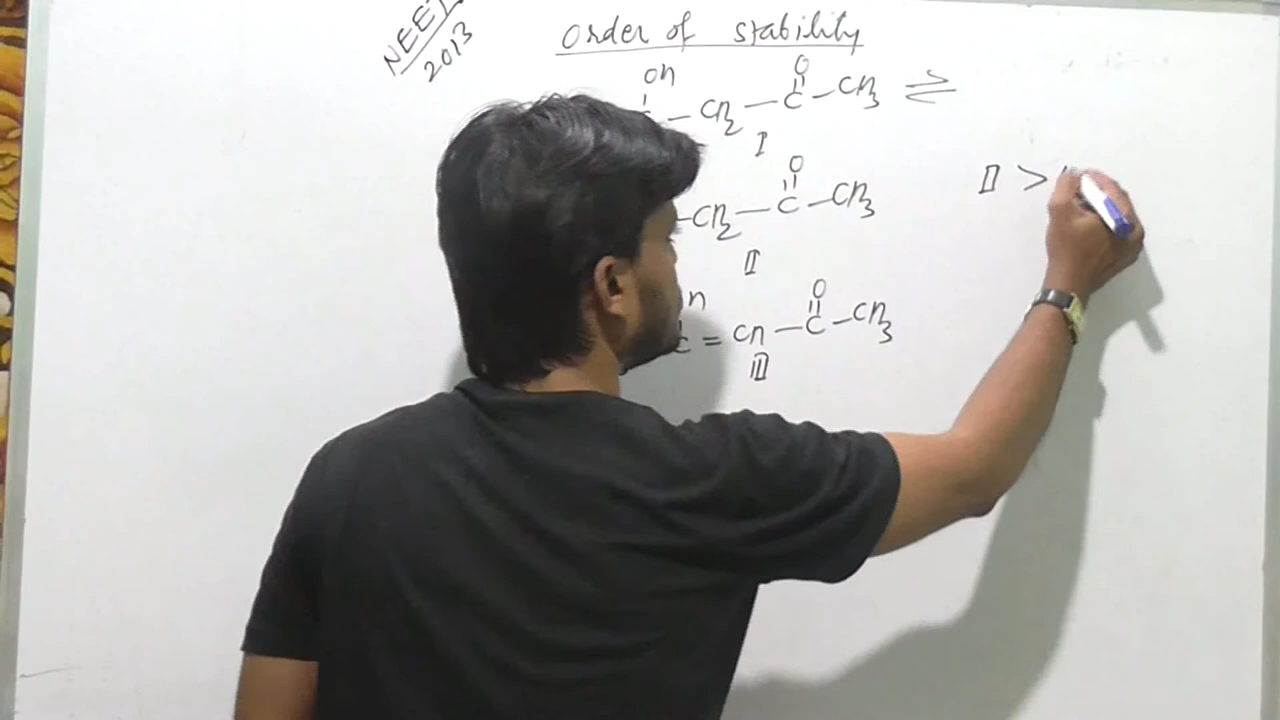 NEET 2013
order of stability
OH O
– CH2 – C – CH3 ⇌
I
O
– CH2 – C – CH3
II
II >
H O
C = CH – C – CH3
III